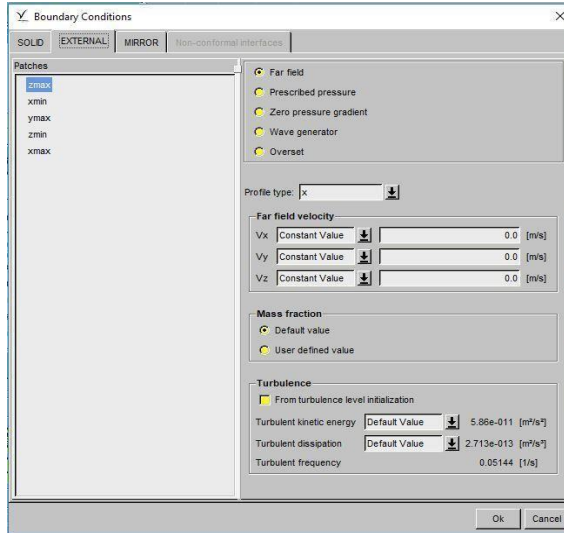 Boundary Conditions
SOLID EXTERNAL MIRROR Non-conformal interfaces
Patches
zmax
xmin
ymax
zmin
xmax
Far field
Prescribed pressure
Zero pressure gradient
Wave generator
Overset
Profile type: x
Far field velocity
Vx Constant Value 0.0 [m/s]
Vy Constant Value 0.0 [m/s]
Vz Constant Value 0.0 [m/s]
Mass fraction
Default value
User defined value
Turbulence
From turbulence level initialization
Turbulent kinetic energy Default Value 5.86e-011 [m²/s²]
Turbulent dissipation Default Value 2.713e-013 [m²/s³]
Turbulent frequency 0.05144 [1/s]
Ok Cancel